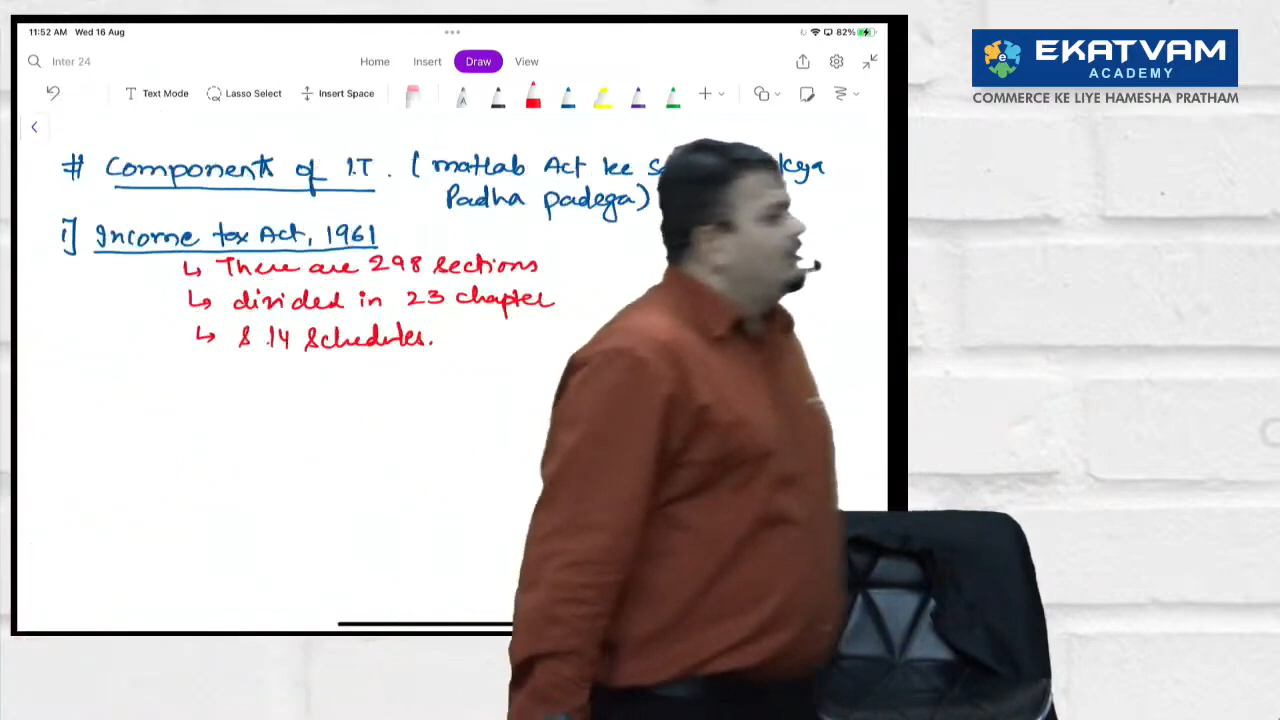 11:52 AM Wed 16 Aug
82%
Inter 24
Home Insert Draw View
Text Mode Lasso Select Insert Space
# Components of I.T. (matlab Act ke kya
Padha padega)
i] Income tax Act, 1961
↳ There are 298 sections
↳ divided in 23 chapter
↳ & 14 Schedules.
EKATVAM
ACADEMY
COMMERCE KE LIYE HAMESHA PRATHAM